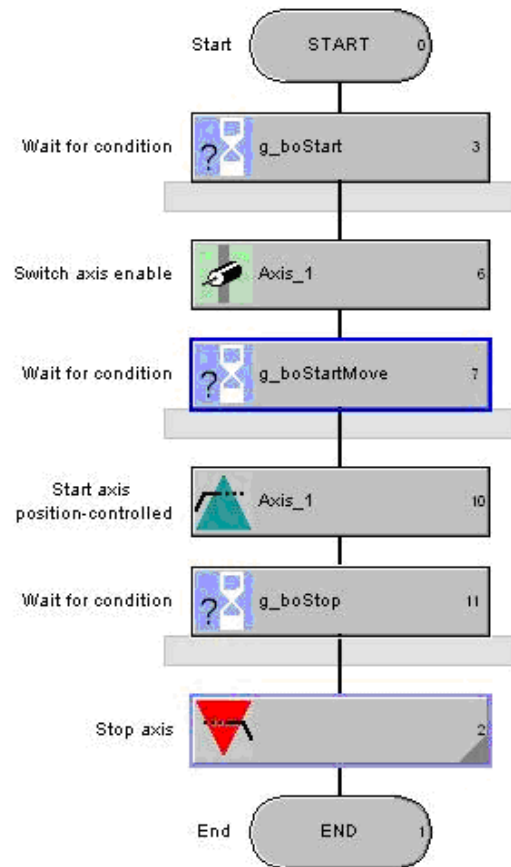 Start START 0
Wait for condition ? g_boStart 3
Switch axis enable Axis_1 6
Wait for condition ? g_boStartMove 7
Start axis
position-controlled Axis_1 10
Wait for condition ? g_boStop 11
Stop axis 2
End END 1